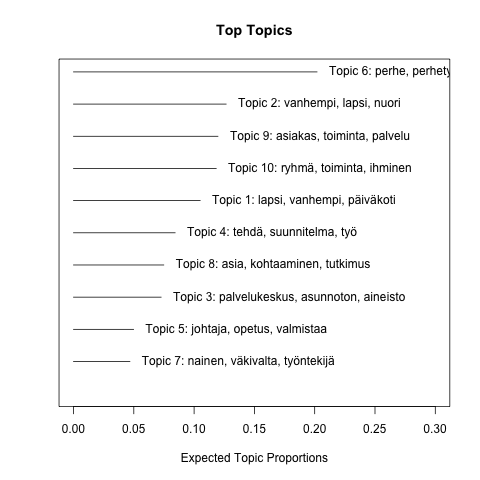 Top Topics
Topic 6: perhe,
Topic 2: vanhempi, lapsi, nuori
Topic 9: asiakas, toiminta, palvelu
Topic 10: ryhmä, toiminta, ihminen
Topic 1: lapsi, vanhempi, päiväkoti
Topic 4: tehdä, suunnitelma, työ
Topic 8: asia, kohtaaminen, tutkimus
Topic 3: palvelukeskus, asunnoton, aineisto
Topic 5: johtaja, opetus, valmistaa
Topic 7: nainen, väkivalta, työntekijä
0.00 0.05 0.10 0.15 0.20 0.25 0.30
Expected Topic Proportions